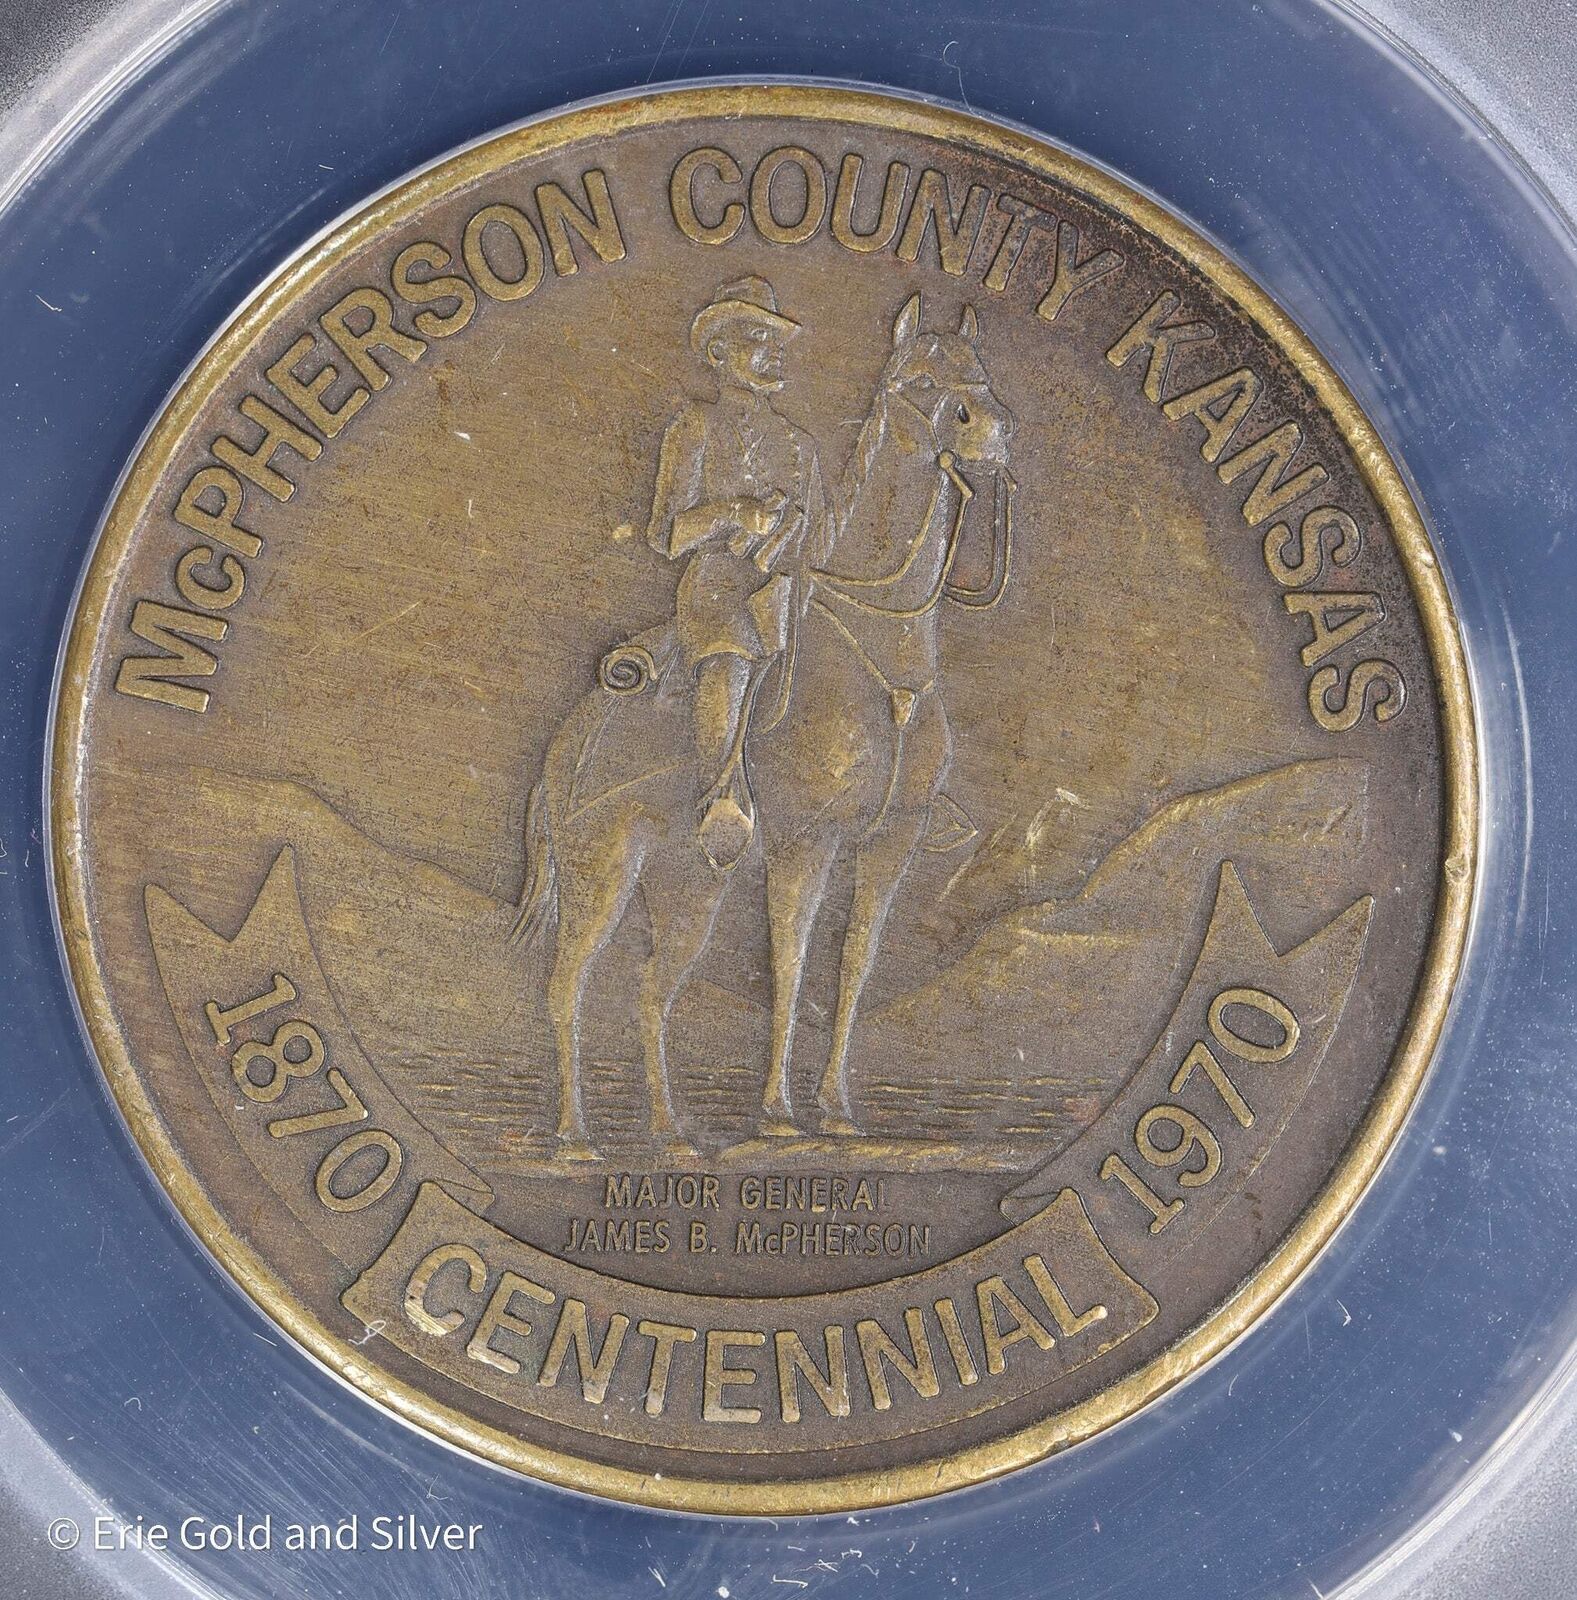 McPHERSON COUNTY KANSAS
MAJOR GENERAL
JAMES B. McPHERSON
1870 CENTENNIAL 1970
© Erie Gold and Silver